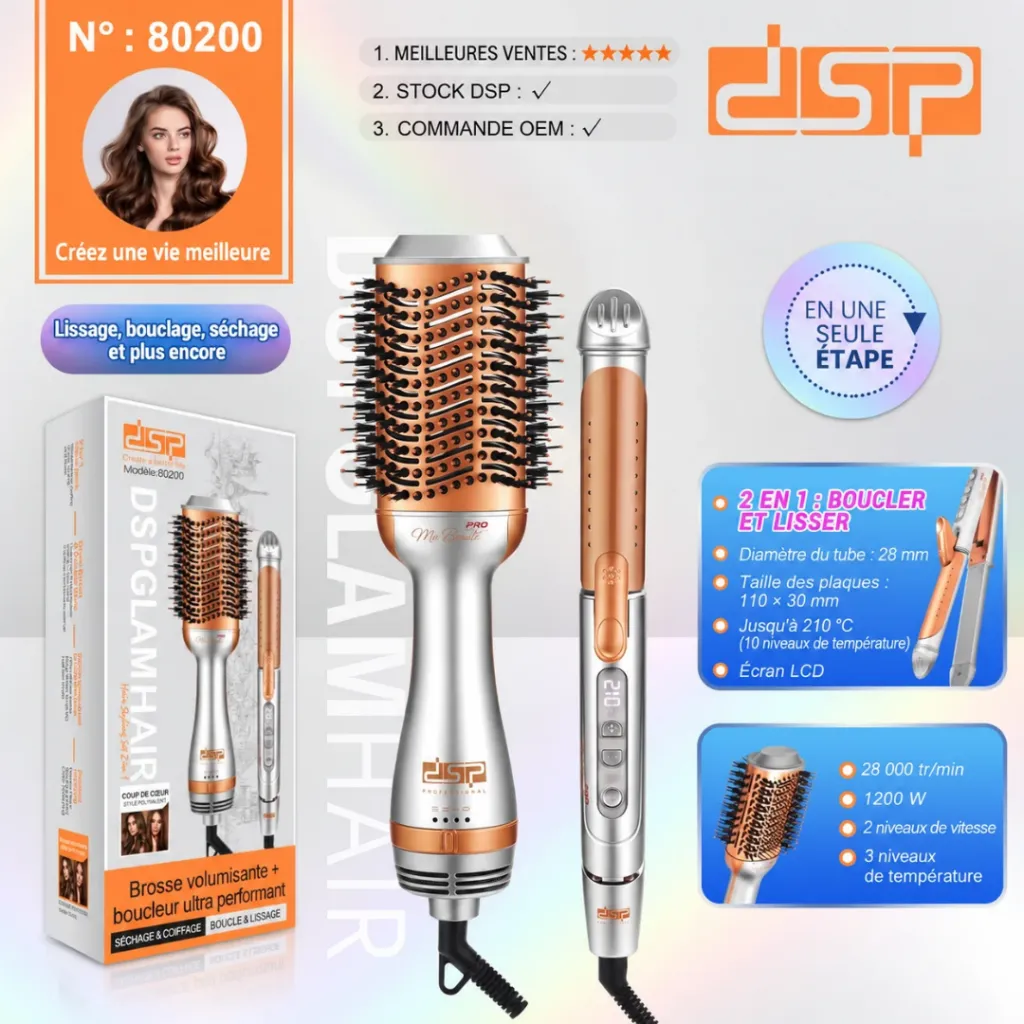 N° : 80200
Créez une vie meilleure
1. MEILLEURES VENTES : ★★★★★
2. STOCK DSP : ✓
3. COMMANDE OEM : ✓
dsp
Lissage, bouclage, séchage
et plus encore
EN UNE
SEULE
ÉTAPE
dsp
Modèle:80200
DSPGLAMHAIR
COUP DE CŒUR
STYLE POLYVALENT
Brosse volumisante +
boucleur ultra performant
SÉCHAGE & COIFFAGE
BOUCLE & LISSAGE
DSPGLAMHAIR
PRO
Ma Beauté
dsp
PROFESSIONAL
210
dsp
2 EN 1 : BOUCLER
ET LISSER
Diamètre du tube : 28 mm
Taille des plaques :
110 × 30 mm
Jusqu'à 210 °C
(10 niveaux de température)
Écran LCD
28 000 tr/min
1200 W
2 niveaux de vitesse
3 niveaux
de température